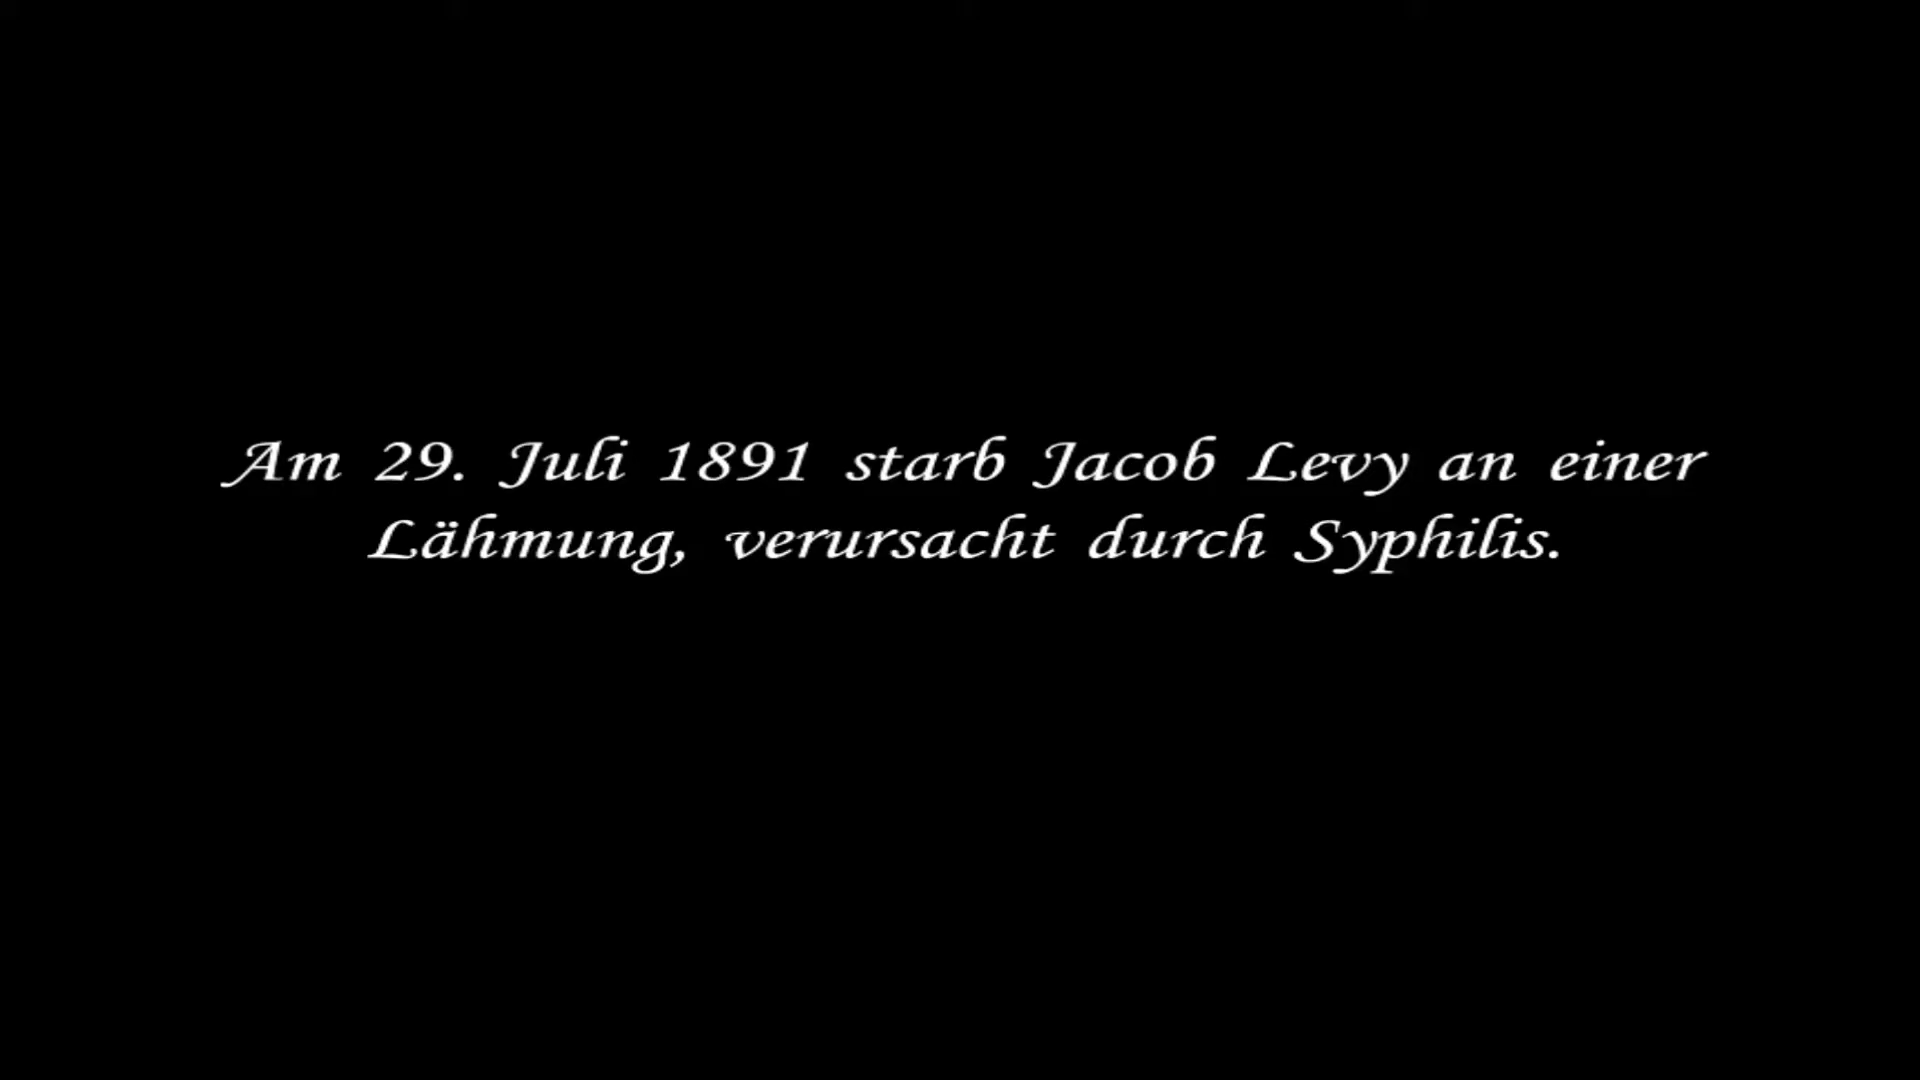 Am 29. Juli 1891 starb Jacob Levy an einer
Lähmung, verursacht durch Syphilis.